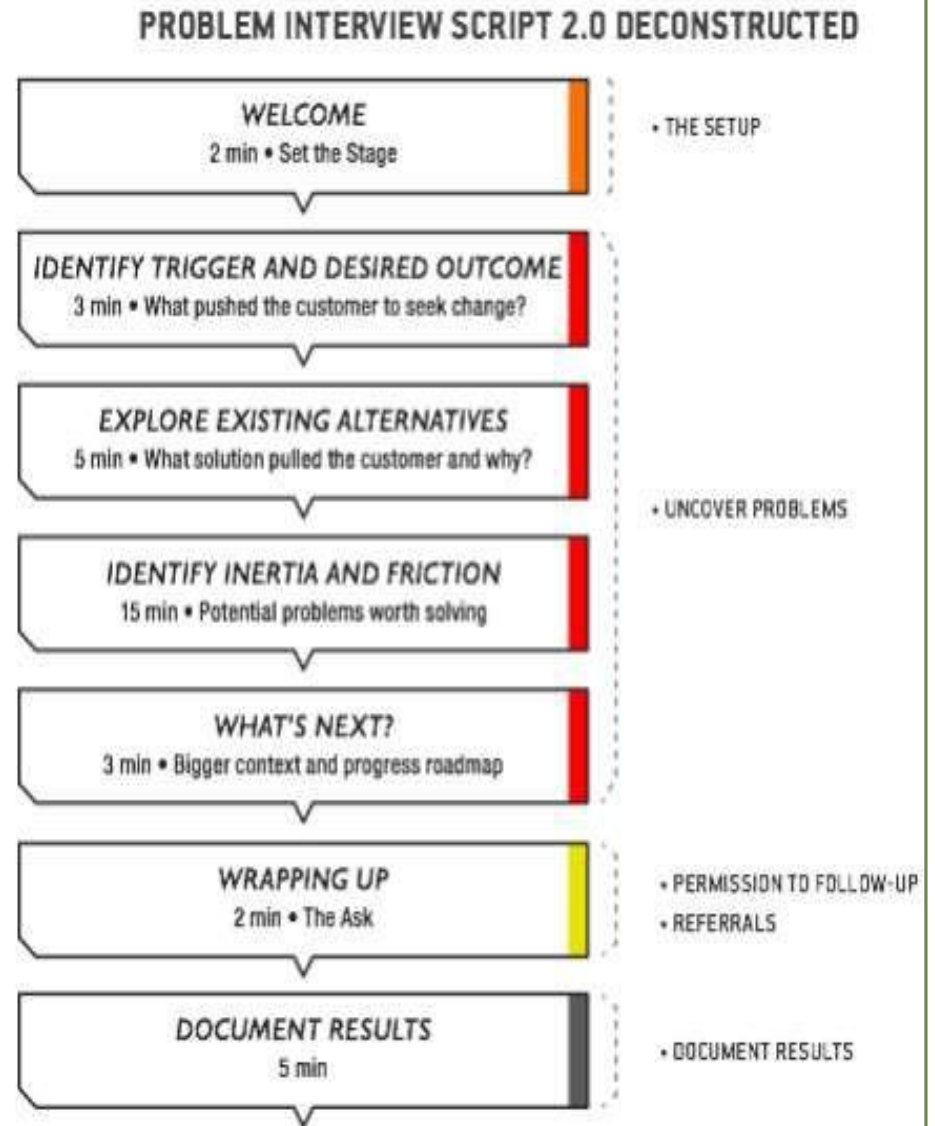 PROBLEM INTERVIEW SCRIPT 2.0 DECONSTRUCTED
WELCOME
2 min • Set the Stage
• THE SETUP
IDENTIFY TRIGGER AND DESIRED OUTCOME
3 min • What pushed the customer to seek change?
EXPLORE EXISTING ALTERNATIVES
5 min • What solution pulled the customer and why?
• UNCOVER PROBLEMS
IDENTIFY INERTIA AND FRICTION
15 min • Potential problems worth solving
WHAT'S NEXT?
3 min • Bigger context and progress roadmap
WRAPPING UP
2 min • The Ask
• PERMISSION TO FOLLOW-UP
• REFERRALS
DOCUMENT RESULTS
5 min
• DOCUMENT RESULTS